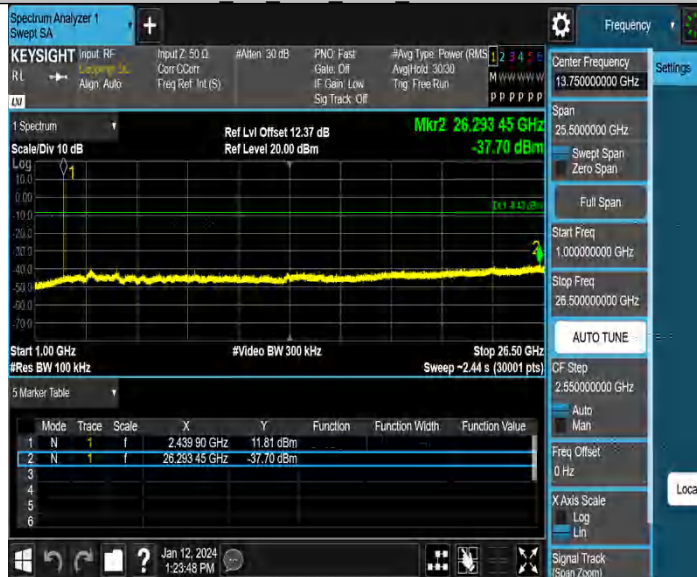 Spectrum Analyzer 1
Swept SA
+
Frequency
KEYSIGHT
RL
LXI
Input: RF
Coupling: DC
Align: Auto
Input Z: 50 Ω
Corr CCorr
Freq Ref: Int (S)
#Atten: 30 dB
PNO: Fast
Gate: Off
IF Gain: Low
Sig Track: Off
#Avg Type: Power (RMS
Avg|Hold: 30/30
Trig: Free Run
1 2 3 4 5 6
M W W W W W
P P P P P P
1 Spectrum
Scale/Div 10 dB
Ref Lvl Offset 12.37 dB
Ref Level 20.00 dBm
Mkr2 26.293 45 GHz
-37.70 dBm
Log
10.0
0.00
-10.0
-20.0
-30.0
-40.0
-50.0
-60.0
-70.0
1
2
Start 1.00 GHz
#Res BW 100 kHz
#Video BW 300 kHz
Stop 26.50 GHz
Sweep ~2.44 s (30001 pts)
5 Marker Table
Mode Trace Scale X Y Function Function Width Function Value
1 N 1 f 2.439 90 GHz 11.81 dBm
2 N 1 f 26.293 45 GHz -37.70 dBm
3
4
5
6
Center Frequency
13.750000000 GHz
Settings
Span
25.5000000 GHz
Swept Span
Zero Span
Full Span
Start Freq
1.000000000 GHz
Stop Freq
26.500000000 GHz
AUTO TUNE
CF Step
2.550000000 GHz
Auto
Man
Freq Offset
0 Hz
X Axis Scale
Log
Lin
Signal Track
(Span Zoom)
Loca
?
Jan 12, 2024
1:23:48 PM